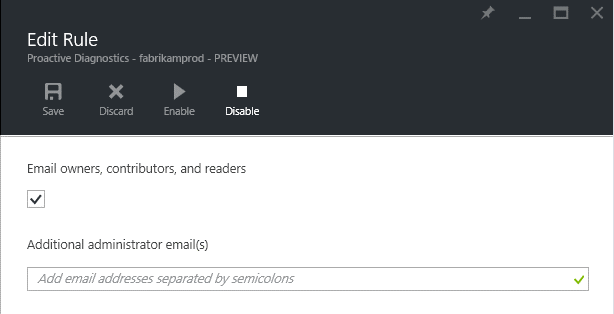 Edit Rule
Proactive Diagnostics - fabrikamprod - PREVIEW
Save Discard Enable Disable
Email owners, contributors, and readers
Additional administrator email(s)
Add email addresses separated by semicolons